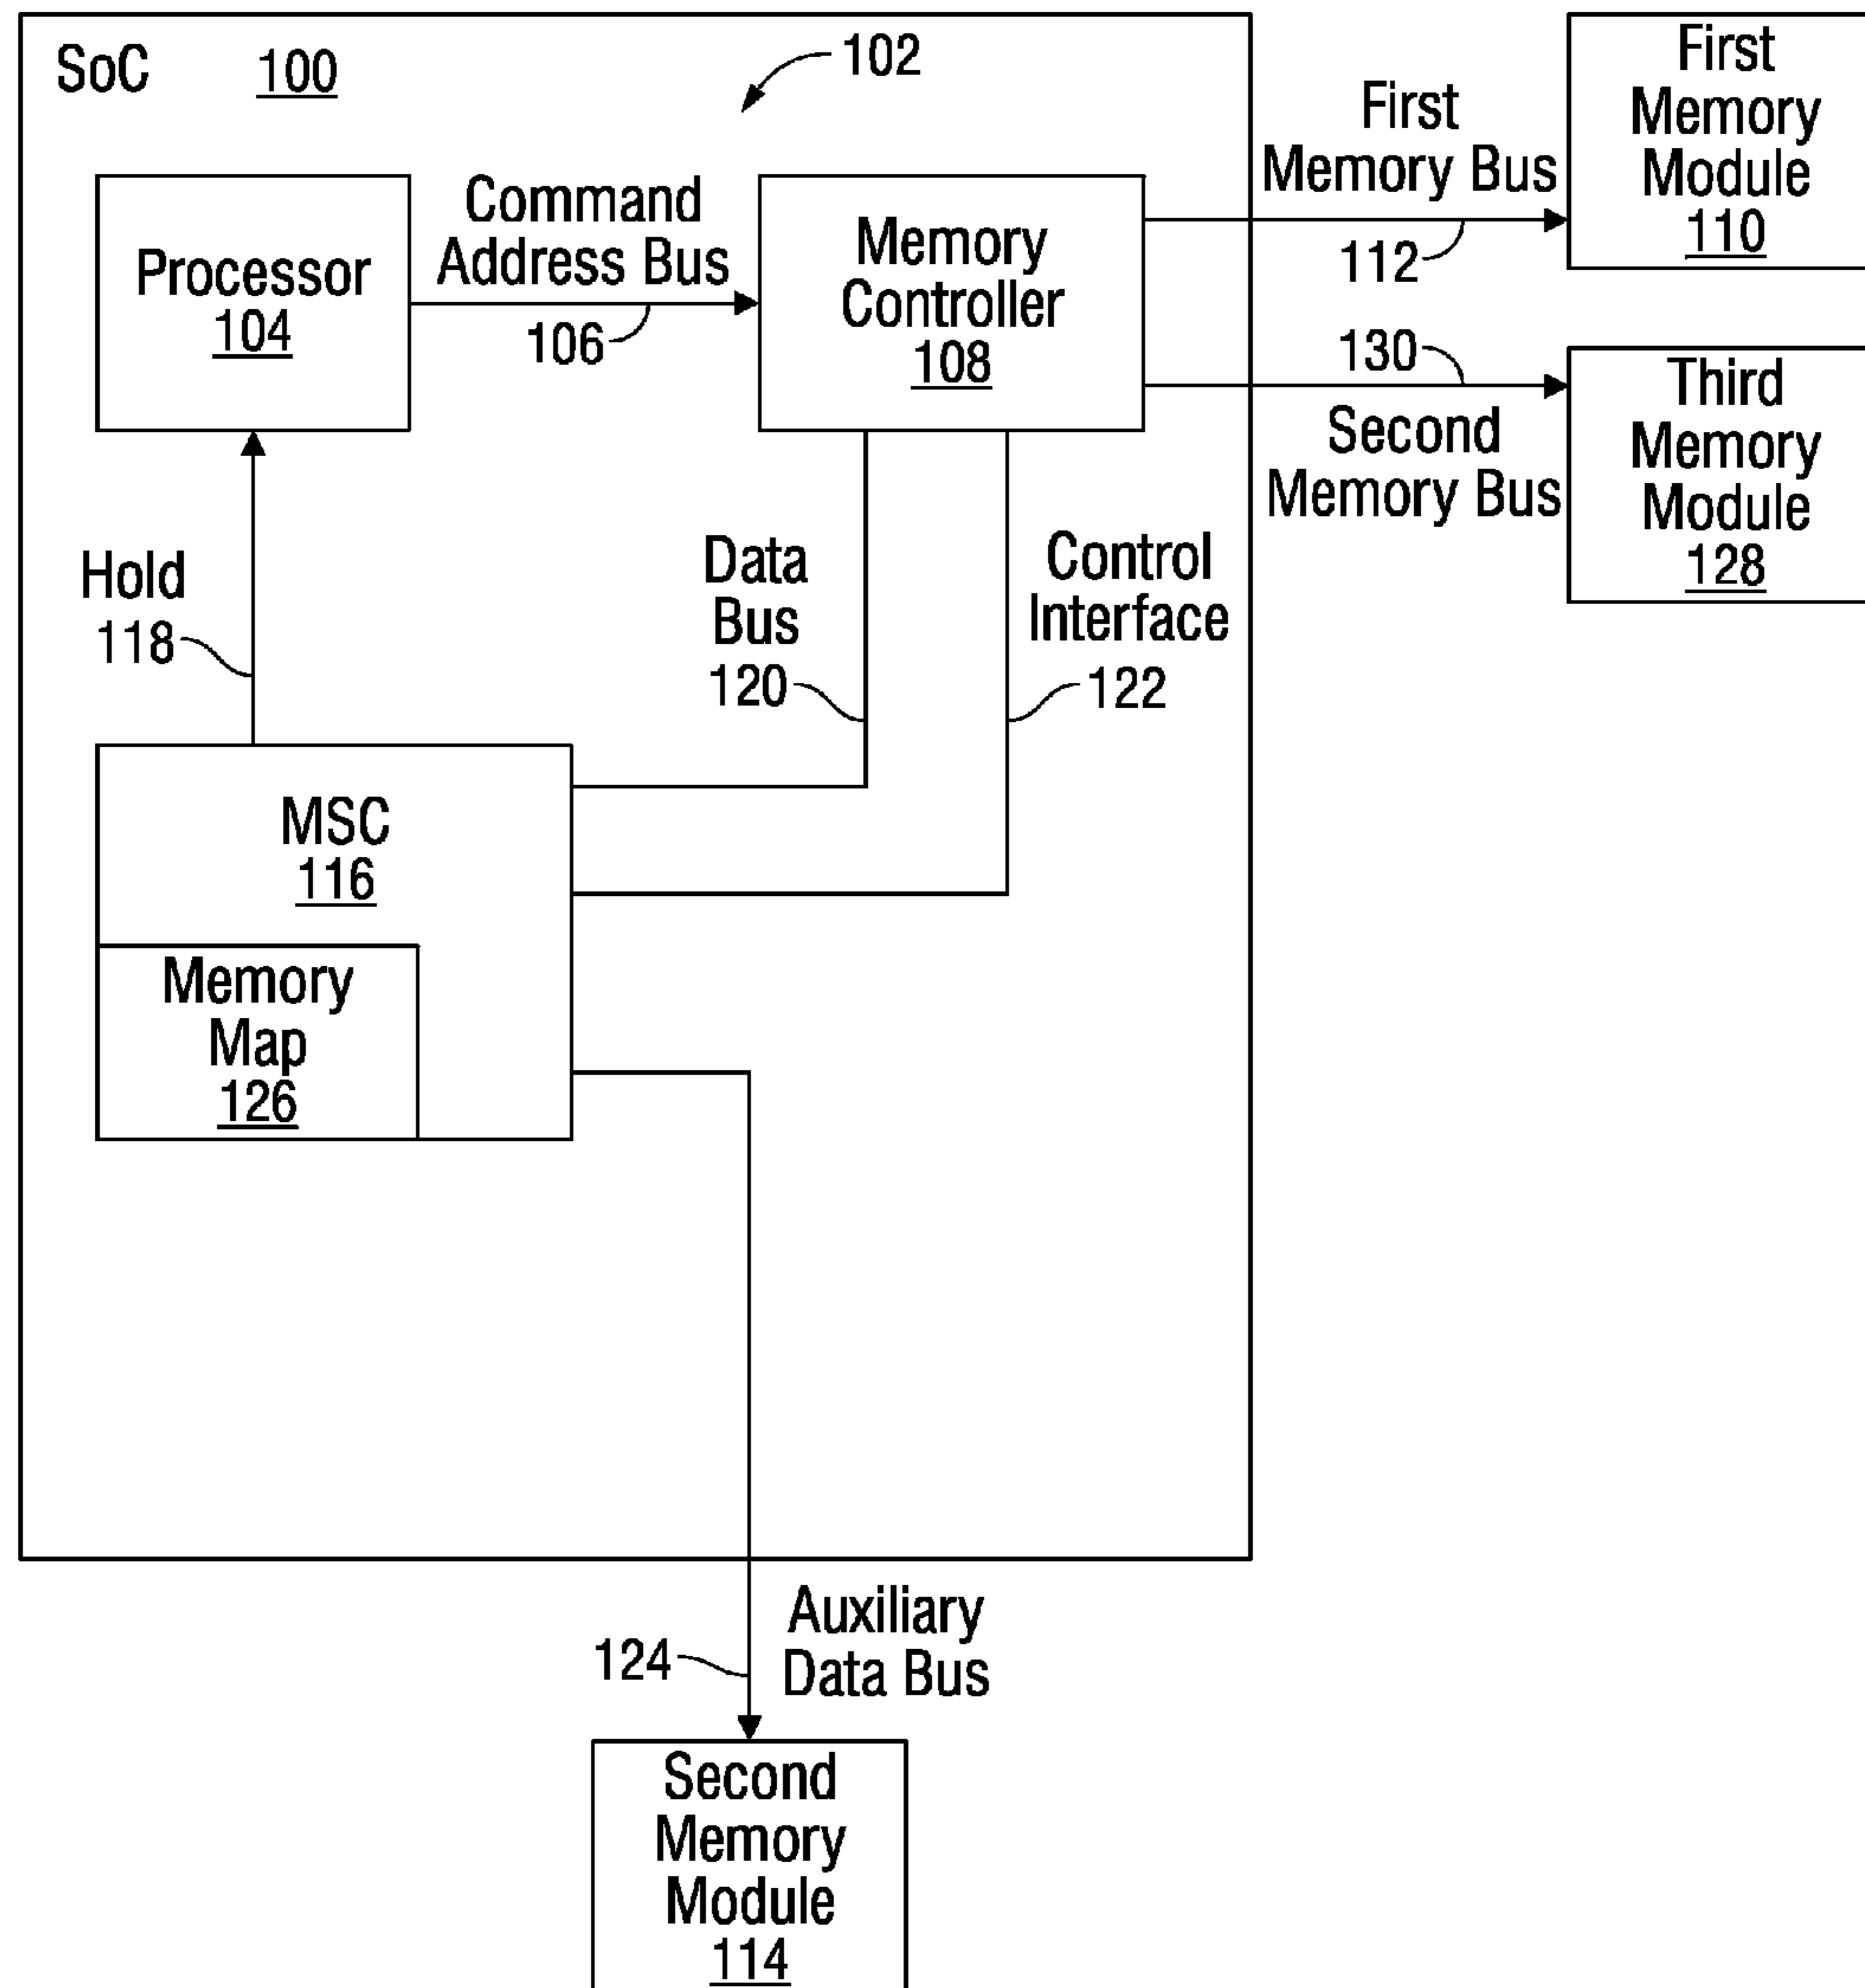 SoC 100
102
First
Memory
Module
110
First
Memory Bus
112
Processor
104
Command
Address Bus
106
Memory
Controller
108
130
Second
Memory Bus
Third
Memory
Module
128
Hold
118
Data
Bus
120
Control
Interface
122
MSC
116
Memory
Map
126
124
Auxiliary
Data Bus
Second
Memory
Module
114